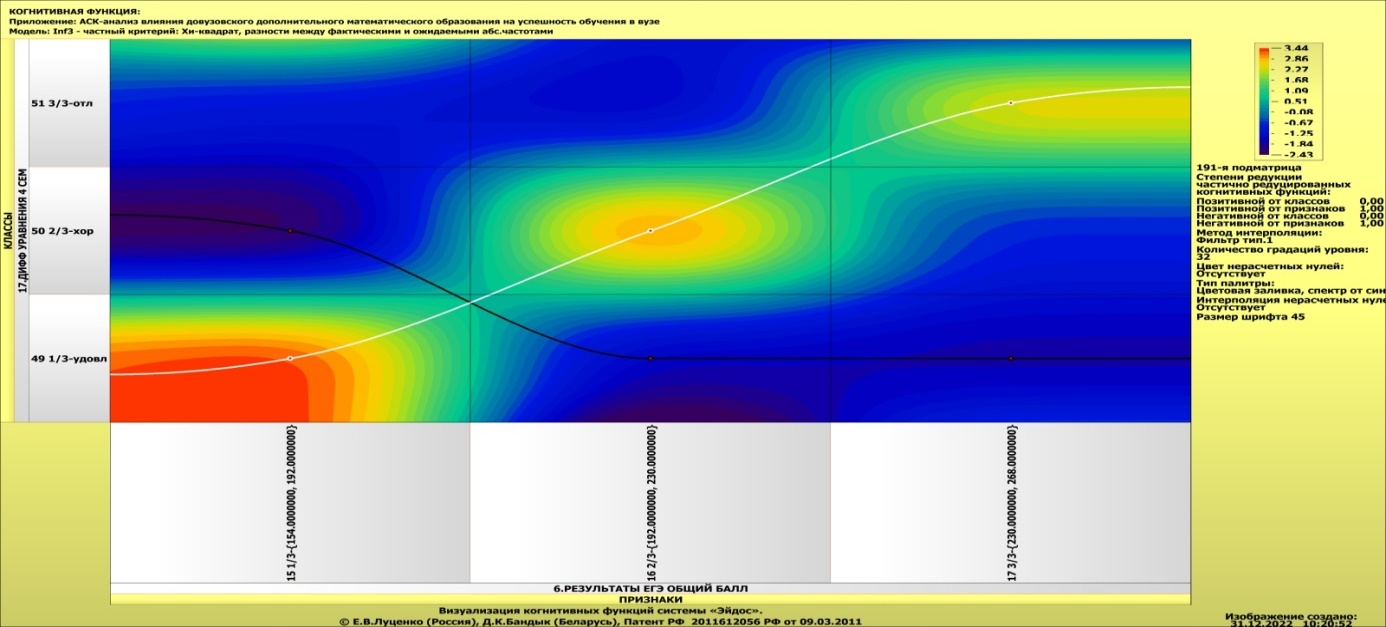 КОГНИТИВНАЯ ФУНКЦИЯ:
Приложение: АСК-анализ влияния довузовского дополнительного математического образования на успешность обучения в вузе
Модель: Inf3 - частный критерий: Хи-квадрат, разности между фактическими и ожидаемыми абс.частотами
КЛАССЫ
17.ДИФФ УРАВНЕНИЯ 4 СЕМ
51 3/3-отл
50 2/3-хор
49 1/3-удовл
3.44
2.86
2.27
1.68
1.09
0.51
-0.08
-0.67
-1.25
-1.84
-2.43
191-я подматрица
Степени редукции
частично редуцированных
когнитивных функций:
Позитивной от классов 0,00
Позитивной от признаков 1,00
Негативной от классов 0,00
Негативной от признаков 1,00
Метод интерполяции:
Фильтр тип.1
Количество градаций уровня:
32
Цвет нерасчетных нулей:
Отсутствует
Тип палитры:
Цветовая заливка, спектр от син
Интерполяция нерасчетных нуле
Отсутствует
Размер шрифта 45
15 1/3-{154.0000000, 192.0000000}
16 2/3-{192.0000000, 230.0000000}
17 3/3-{230.0000000, 268.0000000}
6.РЕЗУЛЬТАТЫ ЕГЭ ОБЩИЙ БАЛЛ
ПРИЗНАКИ
Визуализация когнитивных функций системы «Эйдос».
© Е.В.Луценко (Россия), Д.К.Бандык (Беларусь), Патент РФ 2011612056 РФ от 09.03.2011
Изображение создано:
31.12.2022 10:20:52